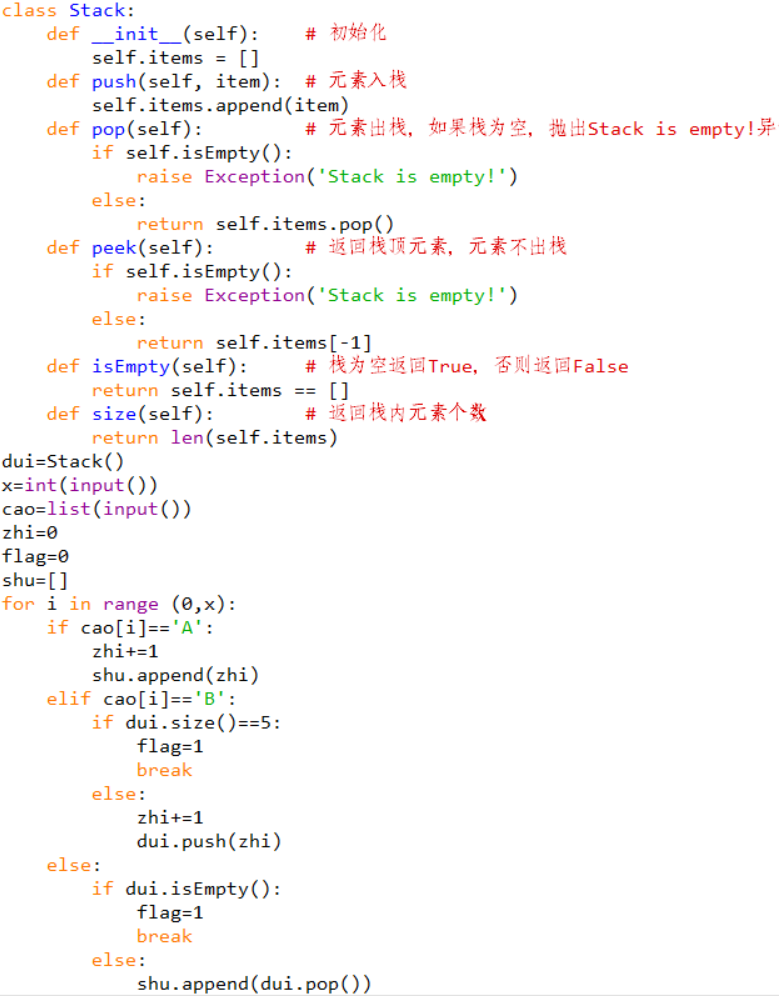 class Stack:
    def __init__(self):    # 初始化
        self.items = []
    def push(self, item):  # 元素入栈
        self.items.append(item)
    def pop(self):         # 元素出栈，如果栈为空，抛出Stack is empty!异
        if self.isEmpty():
            raise Exception('Stack is empty!')
        else:
            return self.items.pop()
    def peek(self):        # 返回栈顶元素，元素不出栈
        if self.isEmpty():
            raise Exception('Stack is empty!')
        else:
            return self.items[-1]
    def isEmpty(self):     # 栈为空返回True，否则返回False
        return self.items == []
    def size(self):        # 返回栈内元素个数
        return len(self.items)
dui=Stack()
x=int(input())
cao=list(input())
zhi=0
flag=0
shu=[]
for i in range (0,x):
    if cao[i]=='A':
        zhi+=1
        shu.append(zhi)
    elif cao[i]=='B':
        if dui.size()==5:
            flag=1
            break
        else:
            zhi+=1
            dui.push(zhi)
    else:
        if dui.isEmpty():
            flag=1
            break
        else:
            shu.append(dui.pop())